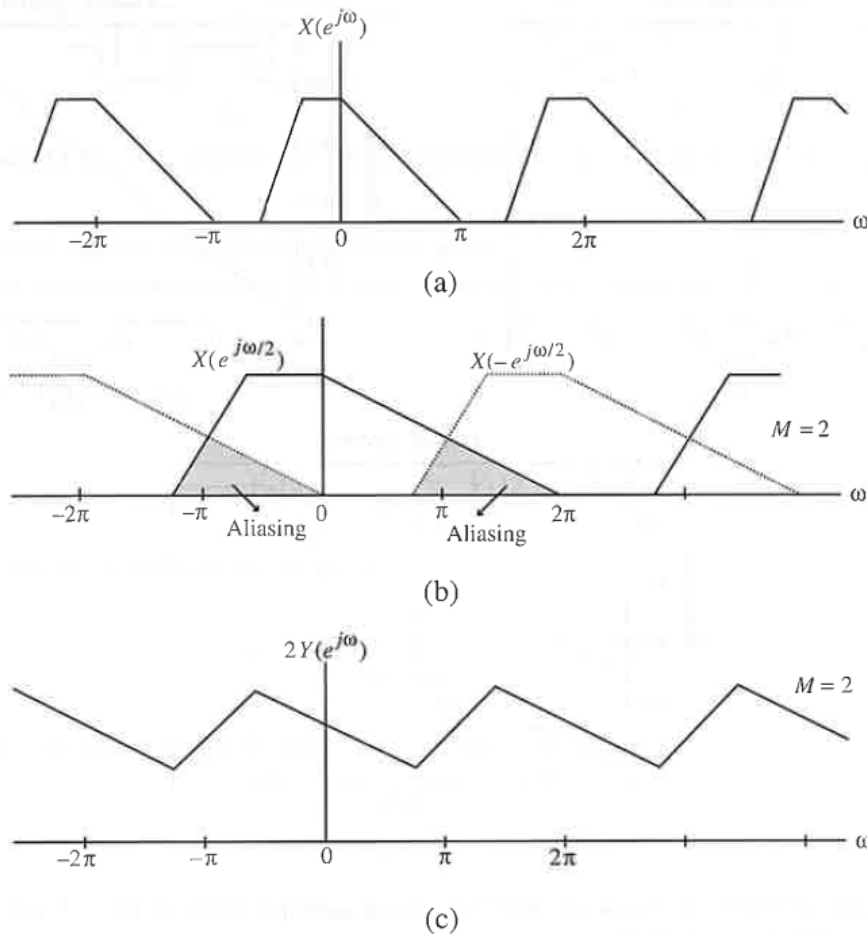 X(e^{jω})
−2π
−π
0
π
2π
ω
(a)
X(e^{jω/2})
X(−e^{jω/2})
M = 2
−2π
−π
0
π
2π
ω
Aliasing
Aliasing
(b)
2Y(e^{jω})
M = 2
−2π
−π
0
π
2π
ω
(c)